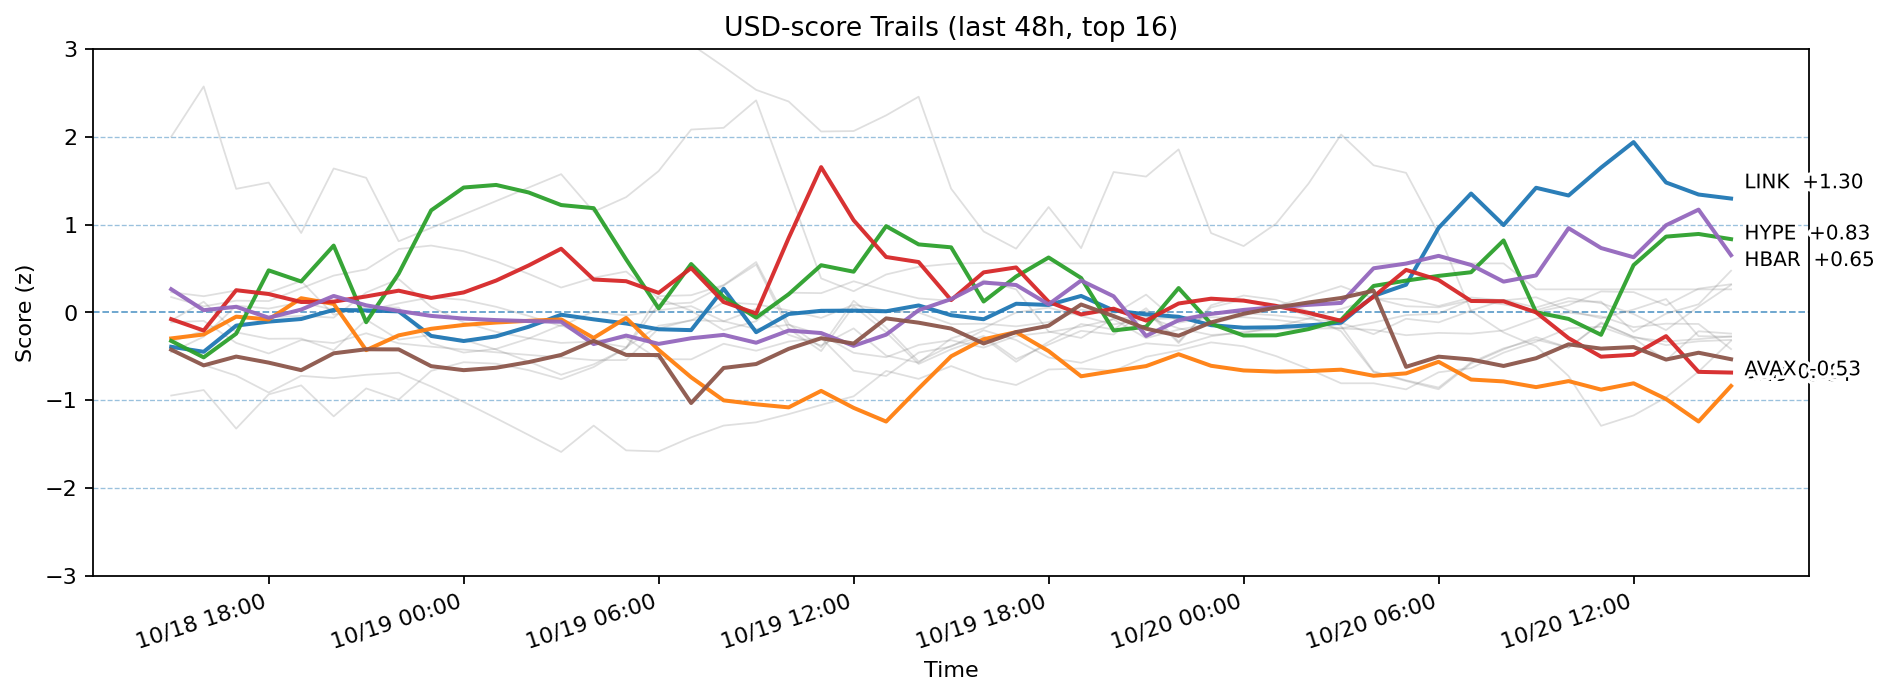 USD-score Trails (last 48h, top 16)
Score (z)
3
2
1
0
−1
−2
−3
LINK +1.30
HYPE +0.83
HBAR +0.65
AVAX -0.53
10/18 18:00
10/19 00:00
10/19 06:00
10/19 12:00
10/19 18:00
10/20 00:00
10/20 06:00
10/20 12:00
Time